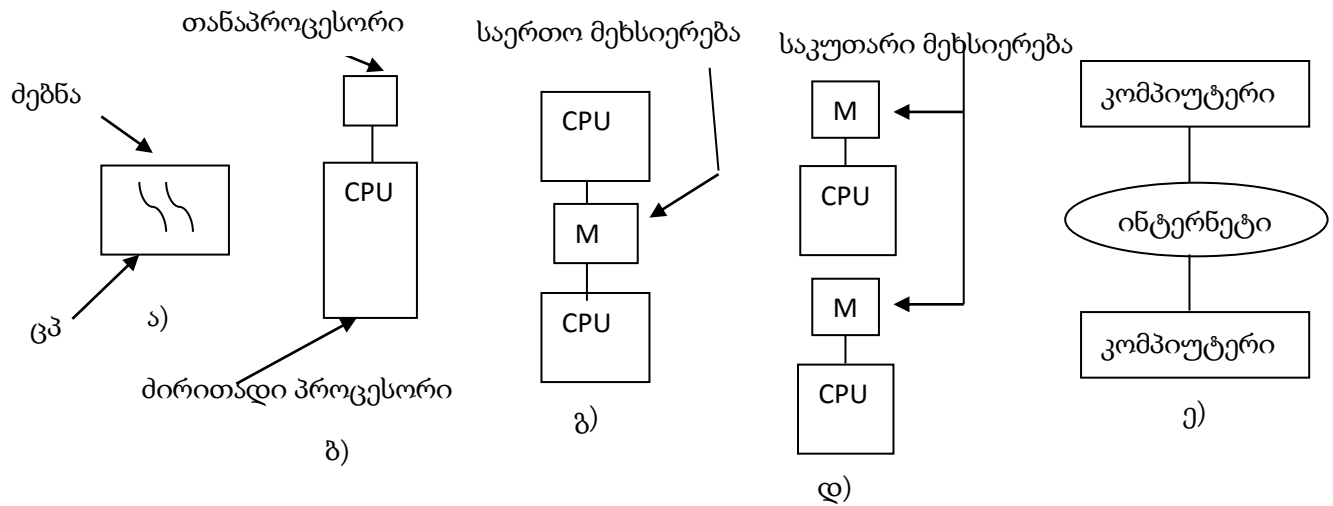 თანაპროცესორი
საერთო მეხსიერება
საკუთარი მეხსიერება
ძებნა
CPU
ცპ
ა)
ძირითადი პროცესორი
ბ)
CPU
M
CPU
გ)
M
CPU
M
CPU
დ)
კომპიუტერი
ინტერნეტი
კომპიუტერი
ე)